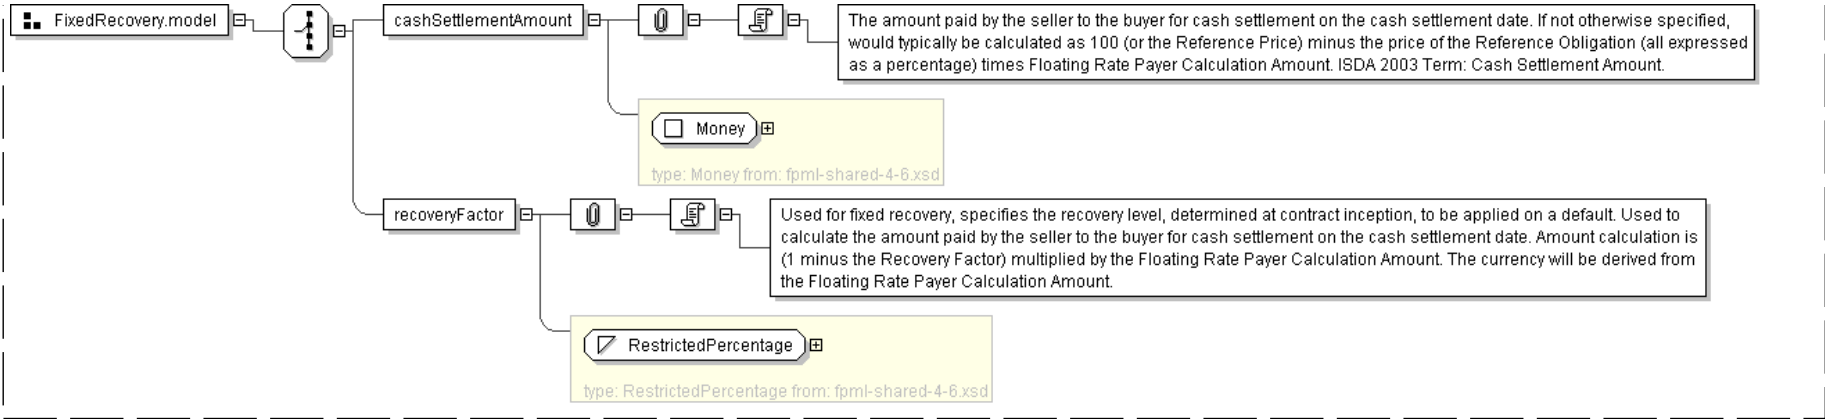 FixedRecovery.model
cashSettlementAmount
The amount paid by the seller to the buyer for cash settlement on the cash settlement date. If not otherwise specified,
would typically be calculated as 100 (or the Reference Price) minus the price of the Reference Obligation (all expressed
as a percentage) times Floating Rate Payer Calculation Amount. ISDA 2003 Term: Cash Settlement Amount.
Money
type: Money from: fpml-shared-4-6.xsd
recoveryFactor
Used for fixed recovery, specifies the recovery level, determined at contract inception, to be applied on a default. Used to
calculate the amount paid by the seller to the buyer for cash settlement on the cash settlement date. Amount calculation is
(1 minus the Recovery Factor) multiplied by the Floating Rate Payer Calculation Amount. The currency will be derived from
the Floating Rate Payer Calculation Amount.
RestrictedPercentage
type: RestrictedPercentage from: fpml-shared-4-6.xsd